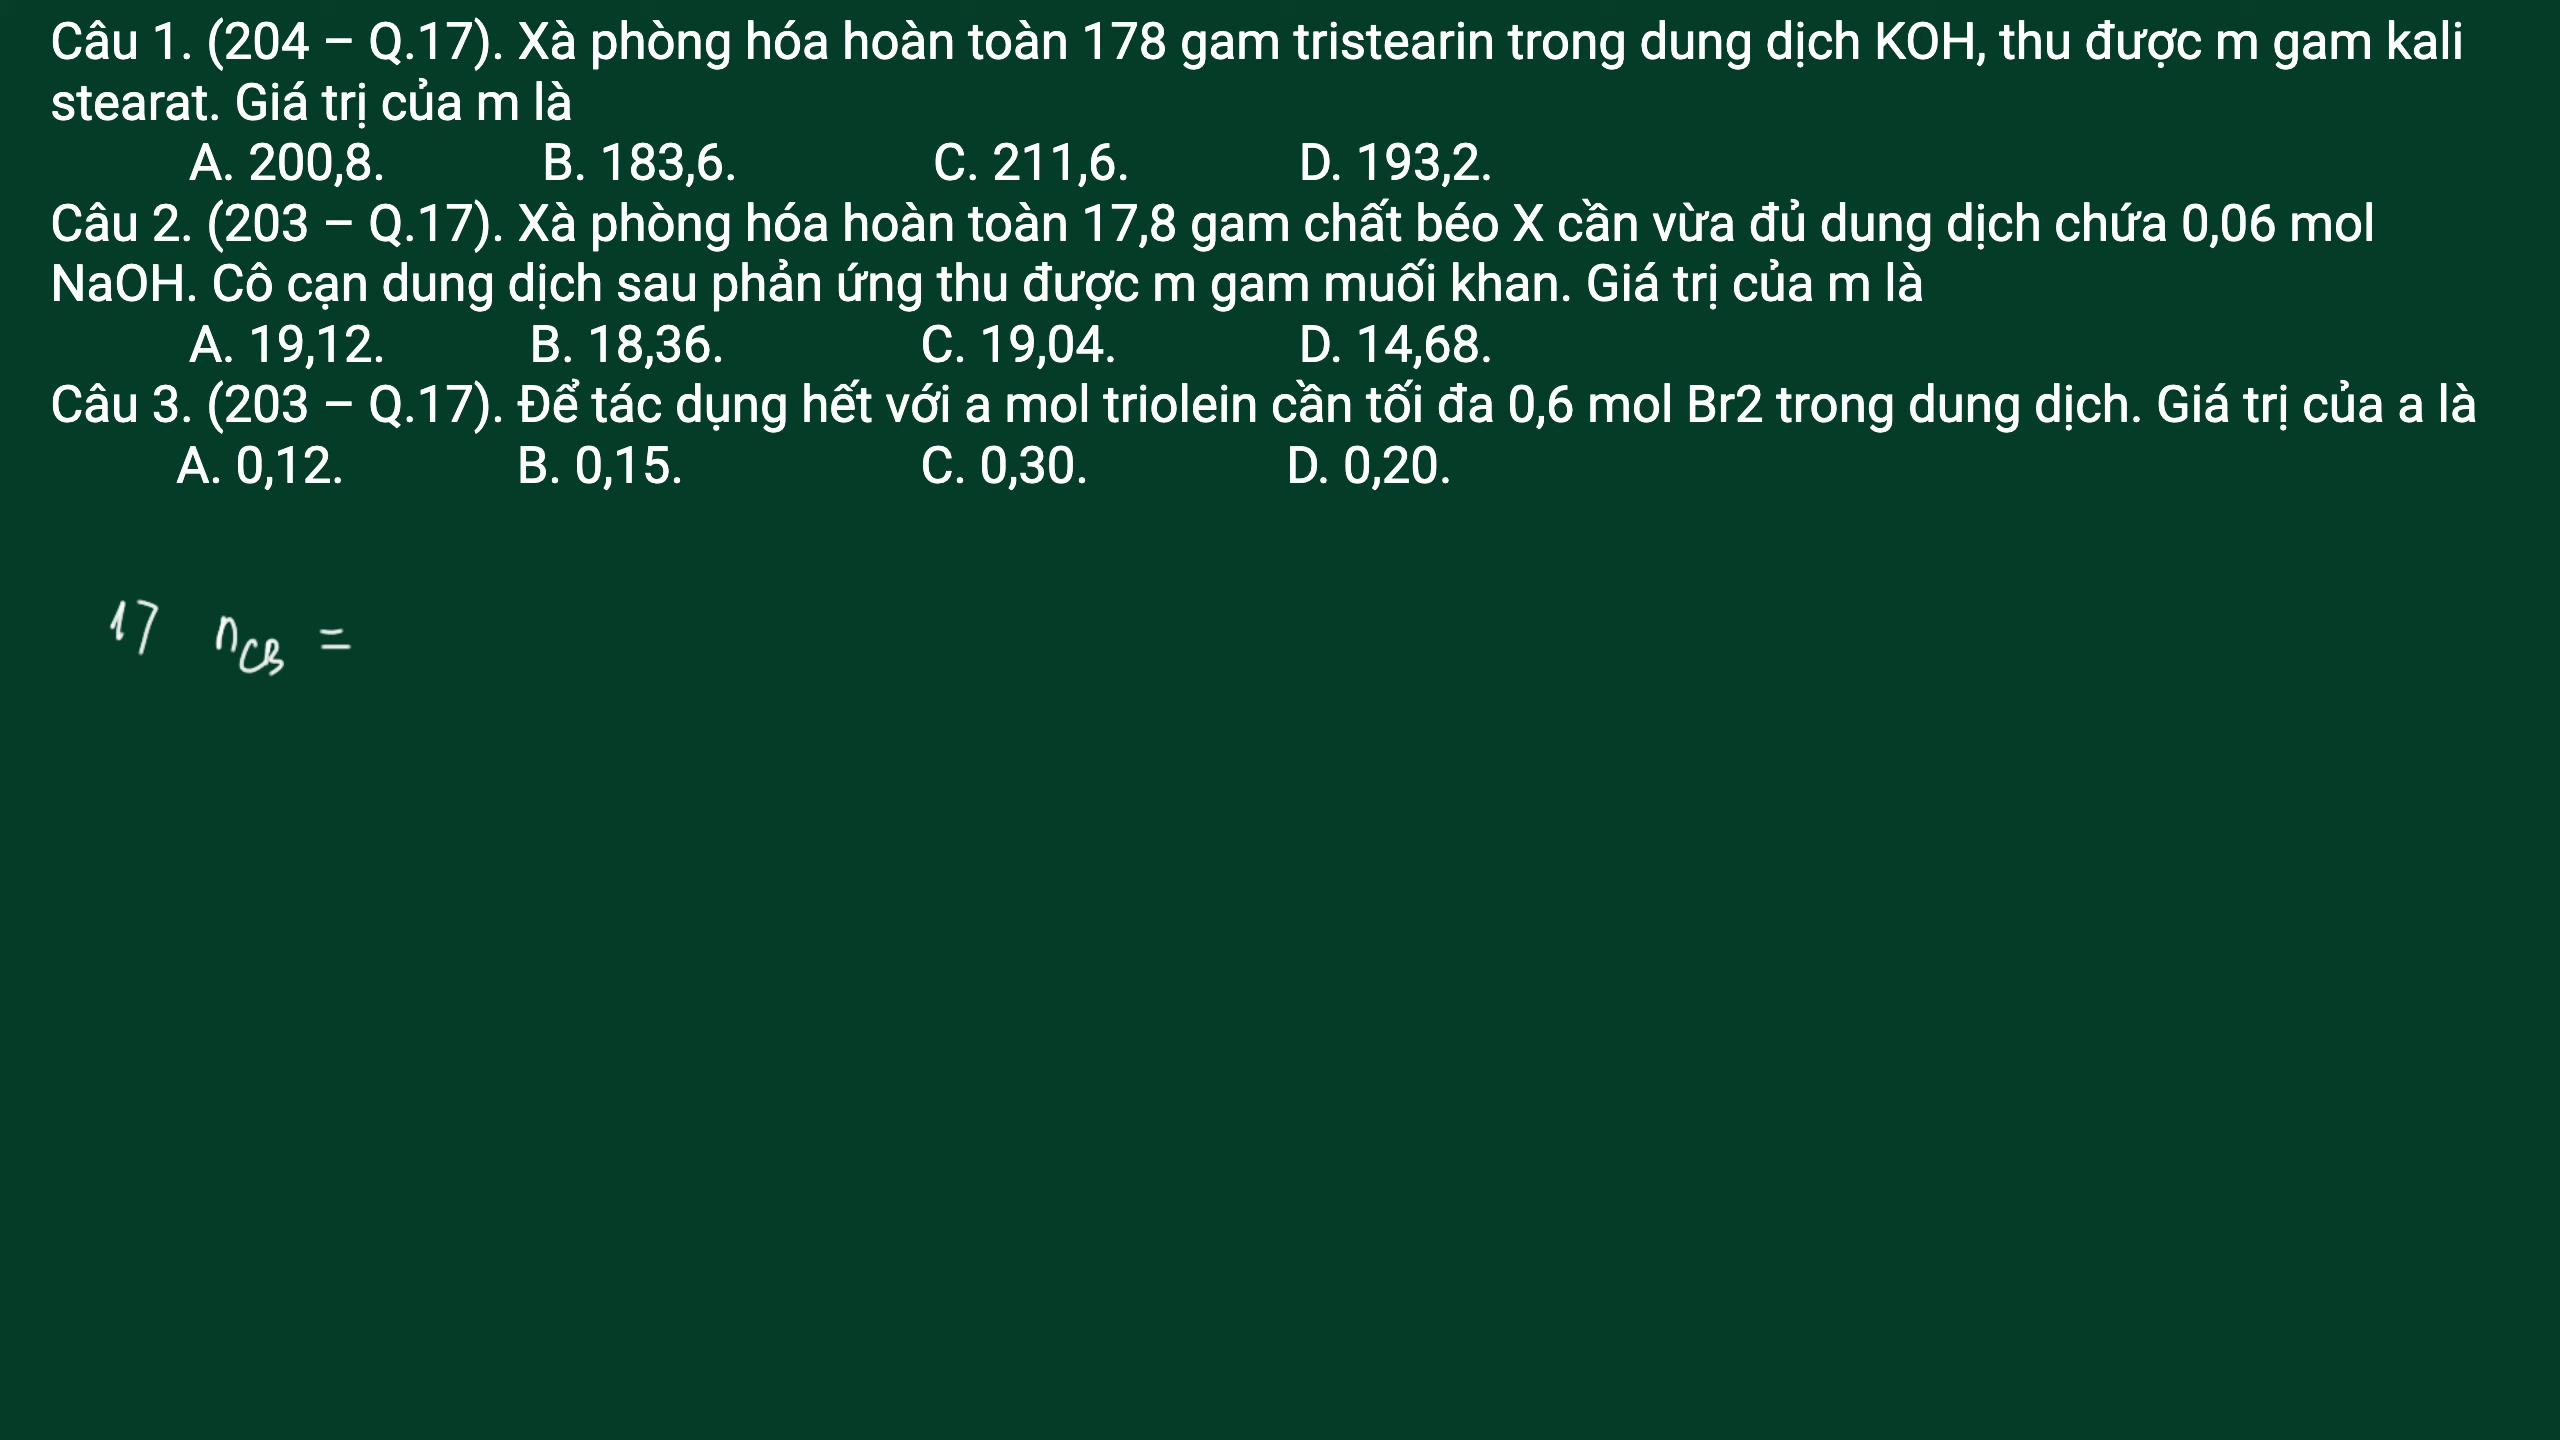 Câu 1. (204 – Q.17). Xà phòng hóa hoàn toàn 178 gam tristearin trong dung dịch KOH, thu được m gam kali
stearat. Giá trị của m là
A. 200,8. B. 183,6. C. 211,6. D. 193,2.
Câu 2. (203 – Q.17). Xà phòng hóa hoàn toàn 17,8 gam chất béo X cần vừa đủ dung dịch chứa 0,06 mol
NaOH. Cô cạn dung dịch sau phản ứng thu được m gam muối khan. Giá trị của m là
A. 19,12. B. 18,36. C. 19,04. D. 14,68.
Câu 3. (203 – Q.17). Để tác dụng hết với a mol triolein cần tối đa 0,6 mol Br2 trong dung dịch. Giá trị của a là
A. 0,12. B. 0,15. C. 0,30. D. 0,20.
17 nCB =